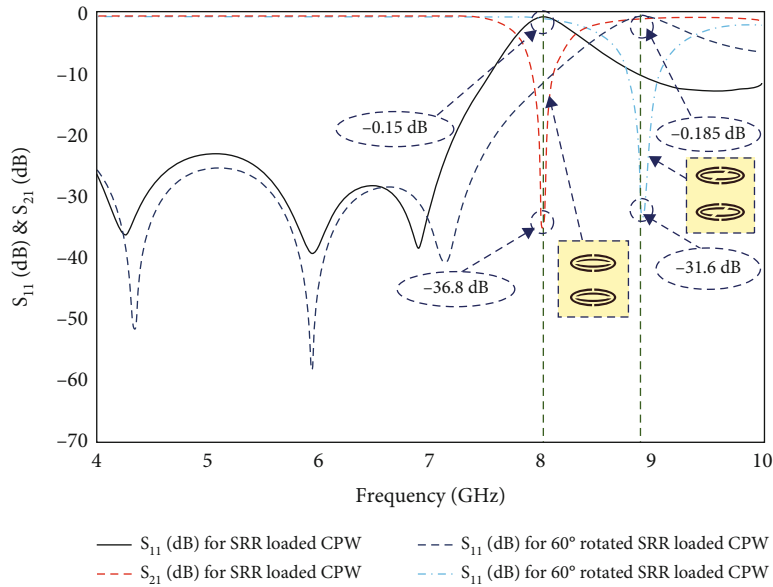 S11 (dB) & S21 (dB)
0
–10
–20
–30
–40
–50
–60
–70
–0.15 dB
–0.185 dB
–36.8 dB
–31.6 dB
4
5
6
7
8
9
10
Frequency (GHz)
S11 (dB) for SRR loaded CPW
S21 (dB) for SRR loaded CPW
S11 (dB) for 60° rotated SRR loaded CPW
S11 (dB) for 60° rotated SRR loaded CPW